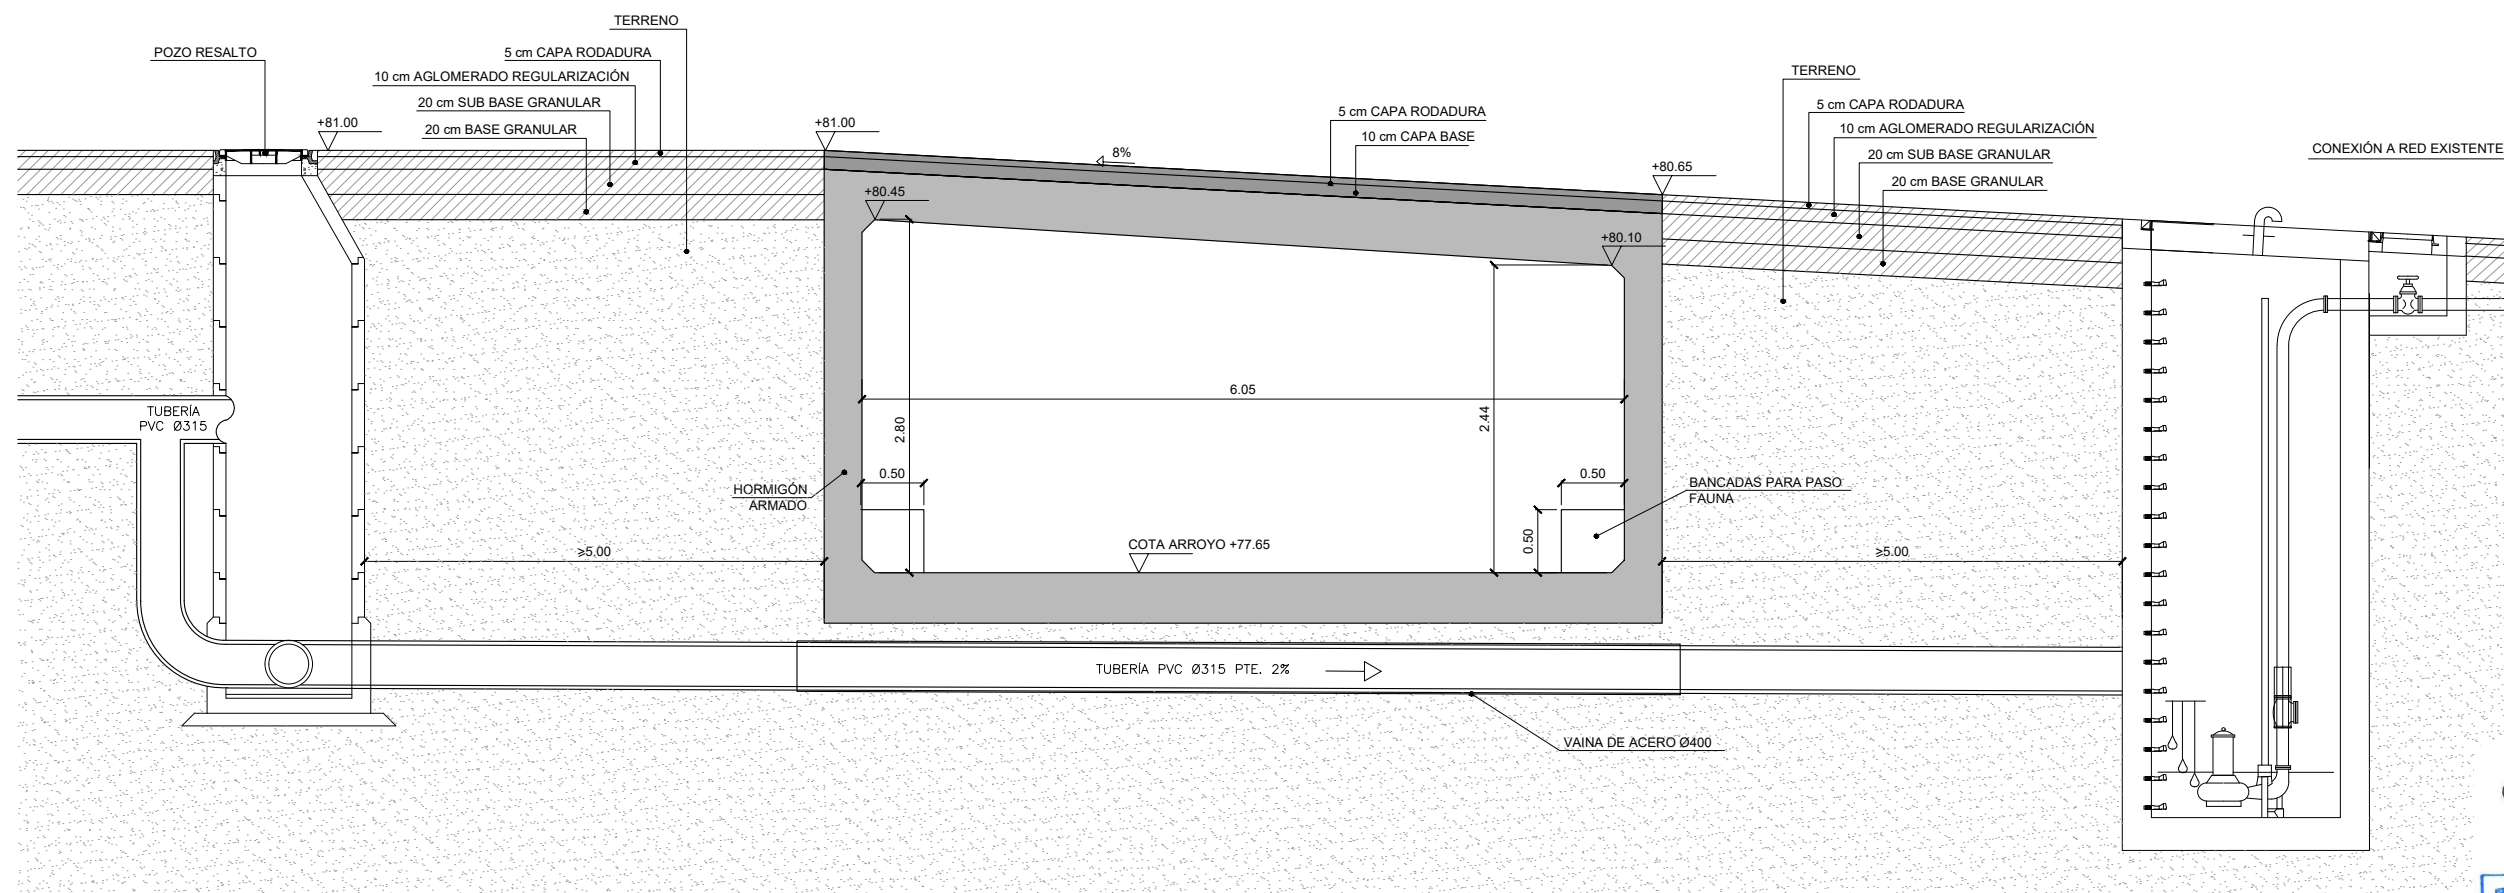 TERRENO
POZO RESALTO
5 cm CAPA RODADURA
10 cm AGLOMERADO REGULARIZACIÓN
20 cm SUB BASE GRANULAR
20 cm BASE GRANULAR
+81.00
+81.00
8%
5 cm CAPA RODADURA
10 cm CAPA BASE
+80.65
+80.45
+80.10
TERRENO
5 cm CAPA RODADURA
10 cm AGLOMERADO REGULARIZACIÓN
20 cm SUB BASE GRANULAR
20 cm BASE GRANULAR
CONEXIÓN A RED EXISTENTE
TUBERÍA
PVC Ø315
6.05
2.80
2.44
0.50
0.50
0.50
HORMIGÓN
ARMADO
BANCADAS PARA PASO
FAUNA
COTA ARROYO +77.65
≥5.00
≥5.00
TUBERÍA PVC Ø315 PTE. 2%
VAINA DE ACERO Ø400